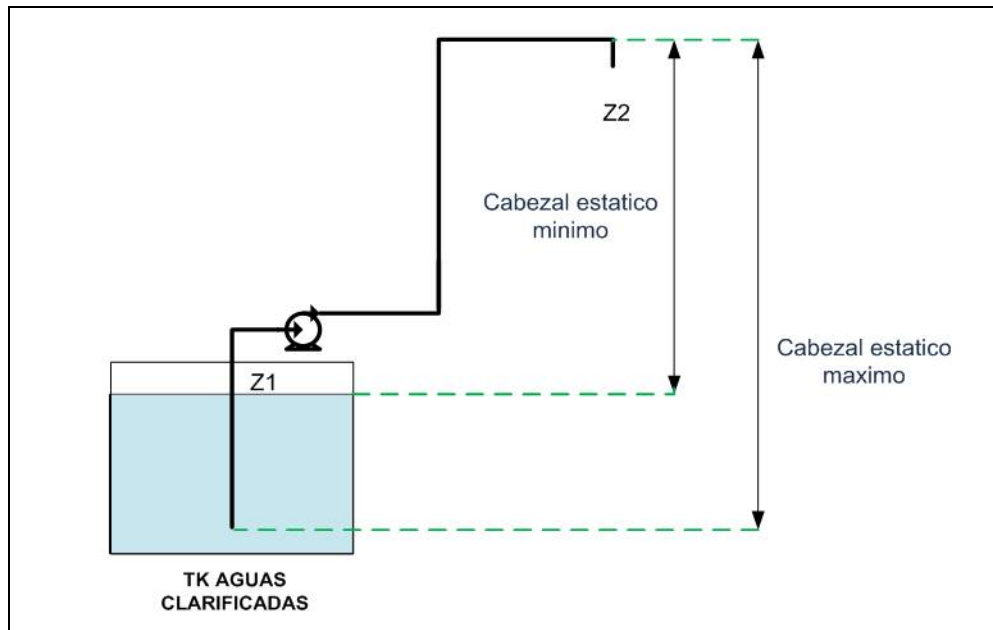 Z2
Cabezal estatico
minimo
Cabezal estatico
maximo
Z1
TK AGUAS
CLARIFICADAS